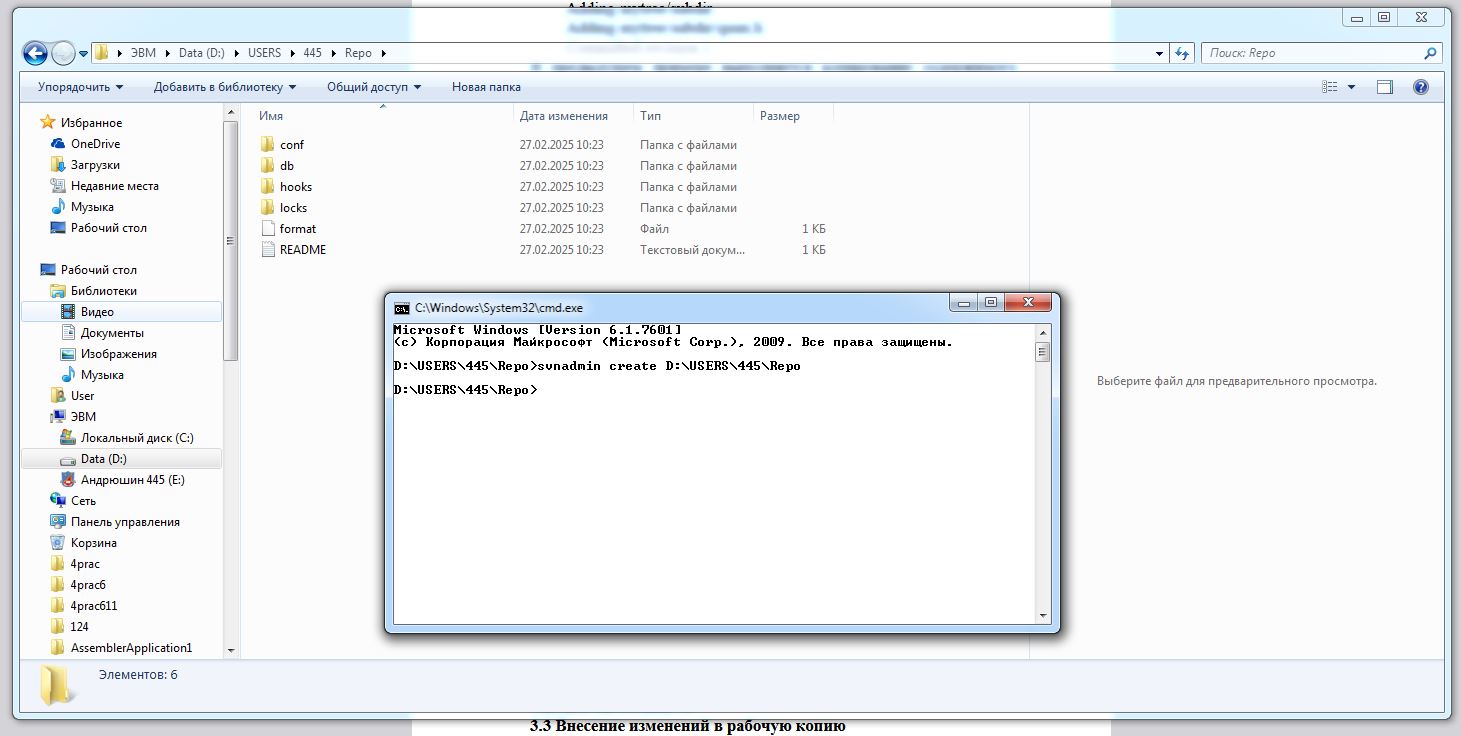 Adding mytree/subdir
ЭВМ Data (D:) USERS 445 Repo
Поиск: Repo
Упорядочить Добавить в библиотеку Общий доступ Новая папка
Имя Дата изменения Тип Размер
conf 27.02.2025 10:23 Папка с файлами
db 27.02.2025 10:23 Папка с файлами
hooks 27.02.2025 10:23 Папка с файлами
locks 27.02.2025 10:23 Папка с файлами
format 27.02.2025 10:23 Файл 1 КБ
README 27.02.2025 10:23 Текстовый докум... 1 КБ
Избранное
OneDrive
Загрузки
Недавние места
Музыка
Рабочий стол
Рабочий стол
Библиотеки
Видео
Документы
Изображения
Музыка
User
ЭВМ
Локальный диск (C:)
Data (D:)
Андрюшин 445 (E:)
Сеть
Панель управления
Корзина
4prac
4prac6
4prac611
124
AssemblerApplication1
C:\Windows\System32\cmd.exe
Microsoft Windows [Version 6.1.7601]
(c) Корпорация Майкрософт (Microsoft Corp.), 2009. Все права защищены.
D:\USERS\445\Repo>svnadmin create D:\USERS\445\Repo
D:\USERS\445\Repo>
Выберите файл для предварительного просмотра.
Элементов: 6
3.3 Внесение изменений в рабочую копию